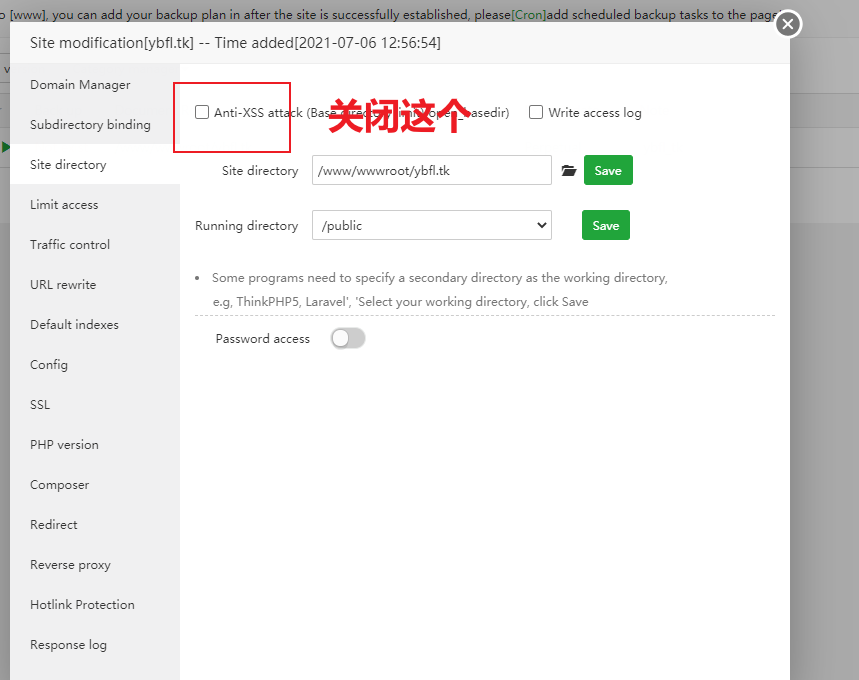 o [www], you can add your backup plan in after the site is successfully established, please[Cron]add scheduled backup tasks to the page
Site modification[ybfl.tk] -- Time added[2021-07-06 12:56:54]
Domain Manager
Subdirectory binding
Site directory
Limit access
Traffic control
URL rewrite
Default indexes
Config
SSL
PHP version
Composer
Redirect
Reverse proxy
Hotlink Protection
Response log
Anti-XSS attack (Base directory limit open_basedir)
关闭这个
Write access log
Site directory
/www/wwwroot/ybfl.tk
Save
Running directory
/public
Save
Some programs need to specify a secondary directory as the working directory,
e.g, ThinkPHP5, Laravel', 'Select your working directory, click Save
Password access